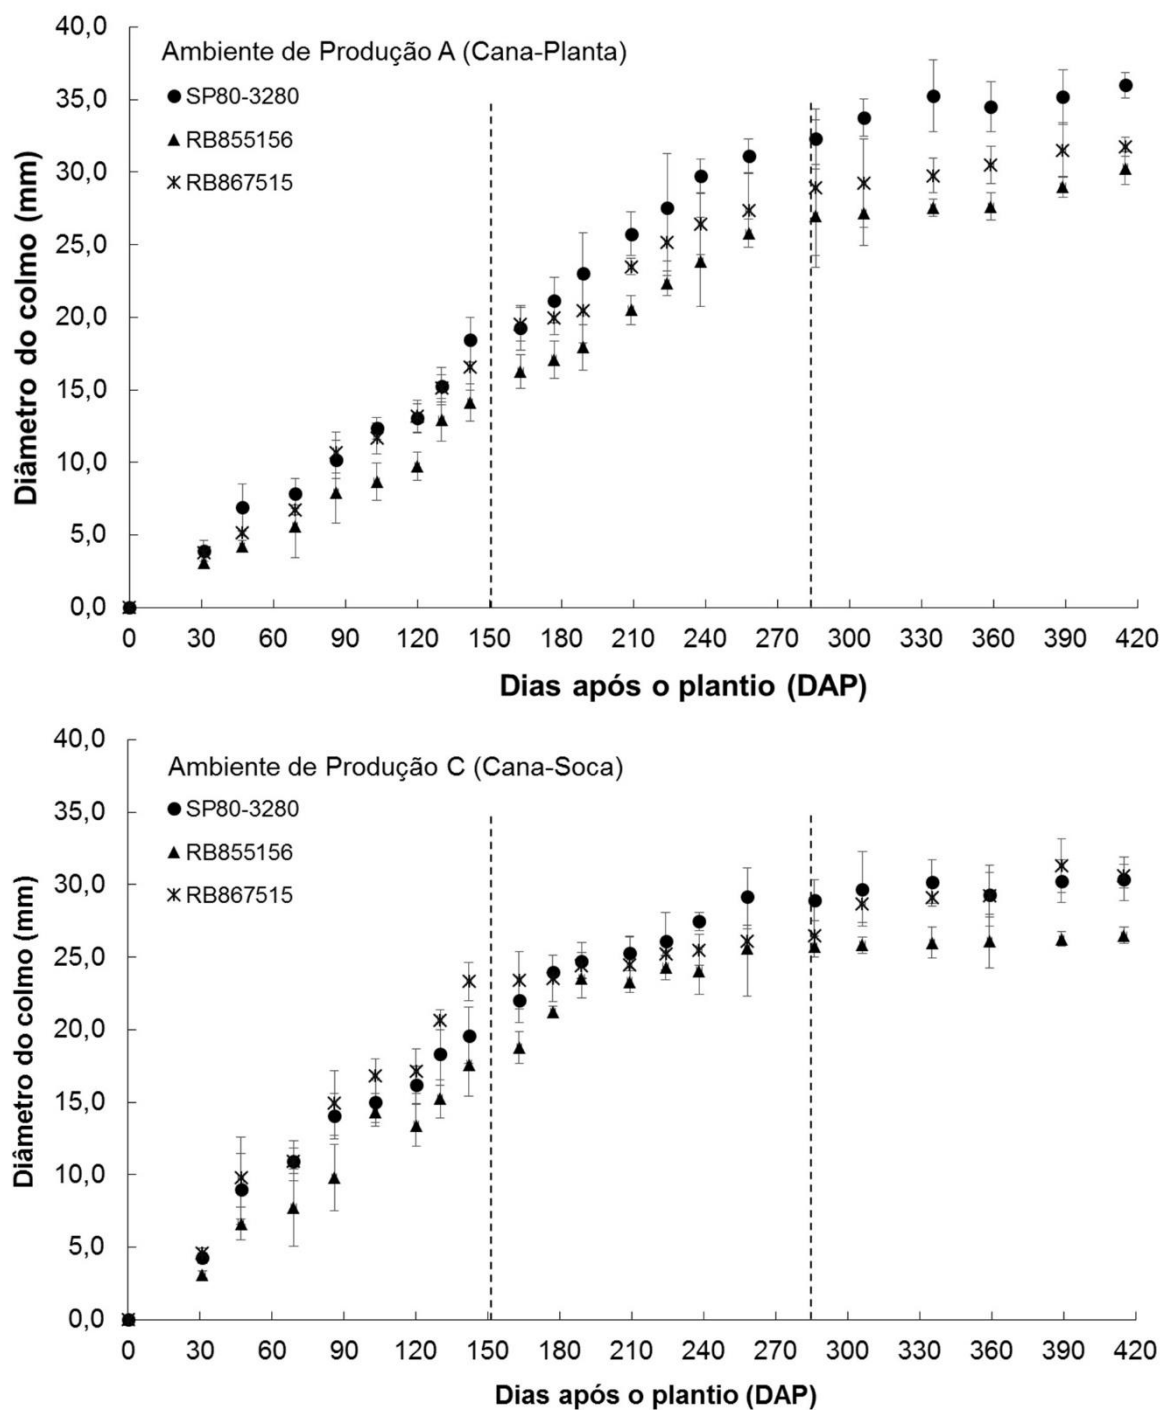 40,0
Ambiente de Produção A (Cana-Planta)
SP80-3280
RB855156
RB867515
35,0
30,0
25,0
20,0
15,0
10,0
5,0
0,0
Diâmetro do colmo (mm)
0 30 60 90 120 150 180 210 240 270 300 330 360 390 420
Dias após o plantio (DAP)
40,0
Ambiente de Produção C (Cana-Soca)
SP80-3280
RB855156
RB867515
35,0
30,0
25,0
20,0
15,0
10,0
5,0
0,0
Diâmetro do colmo (mm)
0 30 60 90 120 150 180 210 240 270 300 330 360 390 420
Dias após o plantio (DAP)